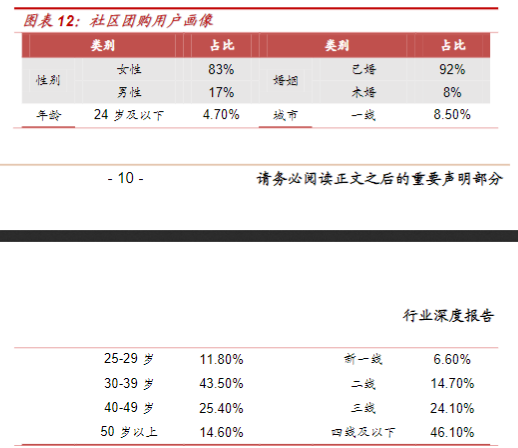 图表 12：社区团购用户画像
类别 占比 类别 占比
性别 女性 83% 婚姻 已婚 92%
男性 17% 未婚 8%
年龄 24 岁及以下 4.70% 城市 一线 8.50%
- 10 - 请务必阅读正文之后的重要声明部分
行业深度报告
25-29 岁 11.80% 新一线 6.60%
30-39 岁 43.50% 二线 14.70%
40-49 岁 25.40% 三线 24.10%
50 岁以上 14.60% 四线及以下 46.10%